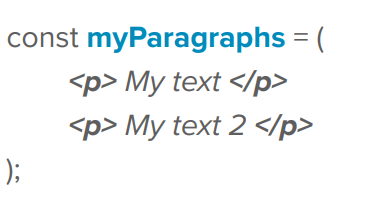 const myParagraphs = (
<p> My text </p>
<p> My text 2 </p>
);